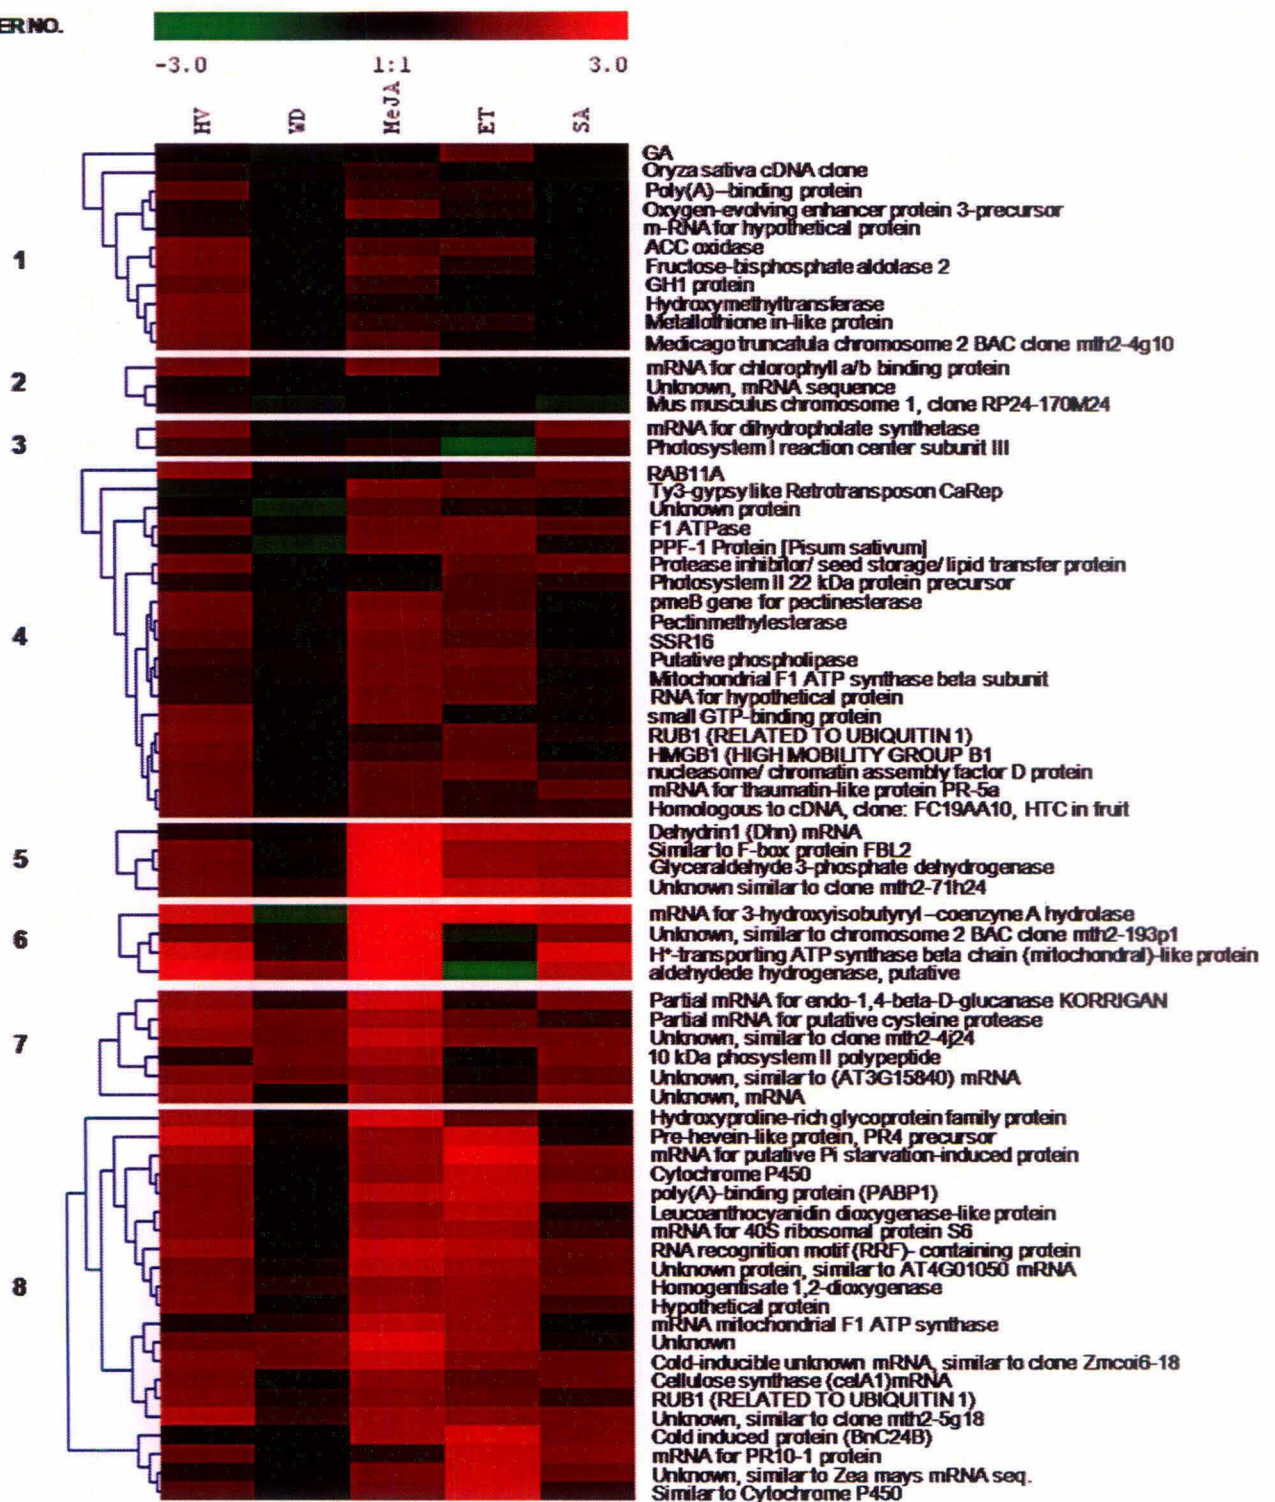 ER NO.
-3.0 1:1 3.0
HV WD MeJA ET SA
GA
Oryza sativa cDNA clone
Poly(A)–binding protein
Oxygen-evolving enhancer protein 3-precursor
m-RNA for hypothetical protein
ACC oxidase
1
Fructose-bisphosphate aldolase 2
GH1 protein
Hydroxymethyltransferase
Metallothione in-like protein
Medicago truncatula chromosome 2 BAC clone mth2-4g10
mRNA for chlorophyll a/b binding protein
2
Unknown, mRNA sequence
Mus musculus chromosome 1, clone RP24-170M24
mRNA for dihydropholate synthetase
3
Photosystem I reaction center subunit III
RAB11A
Ty3-gypsy like Retrotransposon CaRep
Unknown protein
F1 ATPase
PPF-1 Protein [Pisum sativum]
Protease inhibitor/ seed storage/ lipid transfer protein
Photosystem II 22 kDa protein precursor
pmeB gene for pectinesterase
Pectinmethylesterase
4
SSR16
Putative phospholipase
Mitochondrial F1 ATP synthase beta subunit
RNA for hypothetical protein
small GTP-binding protein
RUB1 (RELATED TO UBIQUITIN 1)
HMGB1 (HIGH MOBILITY GROUP B1
nucleasome/ chromatin assembly factor D protein
mRNA for thaumatin-like protein PR-5a
Homologous to cDNA, clone: FC19AA10, HTC in fruit
Dehydrin1 (Dhn) mRNA
Similar to F-box protein FBL2
5
Glyceraldehyde 3-phosphate dehydrogenase
Unknown similar to clone mth2-71h24
mRNA for 3-hydroxyisobutyryl –coenzyme A hydrolase
Unknown, similar to chromosome 2 BAC clone mth2-193p1
6
H⁺-transporting ATP synthase beta chain (mitochondral)-like protein
aldehydede hydrogenase, putative
Partial mRNA for endo-1,4-beta-D-glucanase KORRIGAN
Partial mRNA for putative cysteine protease
Unknown, similar to clone mth2-4j24
7
10 kDa phosystem II polypeptide
Unknown, similar to (AT3G15840) mRNA
Unknown, mRNA
Hydroxyproline-rich glycoprotein family protein
Pre-hevein-like protein, PR4 precursor
mRNA for putative Pi starvation-induced protein
Cytochrome P450
poly(A)-binding protein (PABP1)
Leucoanthocyanidin dioxygenase-like protein
mRNA for 40S ribosomal protein S6
RNA recognition motif (RRF)- containing protein
Unknown protein, similar to AT4G01050 mRNA
8
Homogentisate 1,2-dioxygenase
Hypothetical protein
mRNA mitochondrial F1 ATP synthase
Unknown
Cold-inducible unknown mRNA, similar to clone Zmcoi6-18
Cellulose synthase (celA1)mRNA
RUB1 (RELATED TO UBIQUITIN 1)
Unknown, similar to clone mth2-5g18
Cold induced protein (BnC24B)
mRNA for PR10-1 protein
Unknown, similar to Zea mays mRNA seq.
Similar to Cytochrome P450